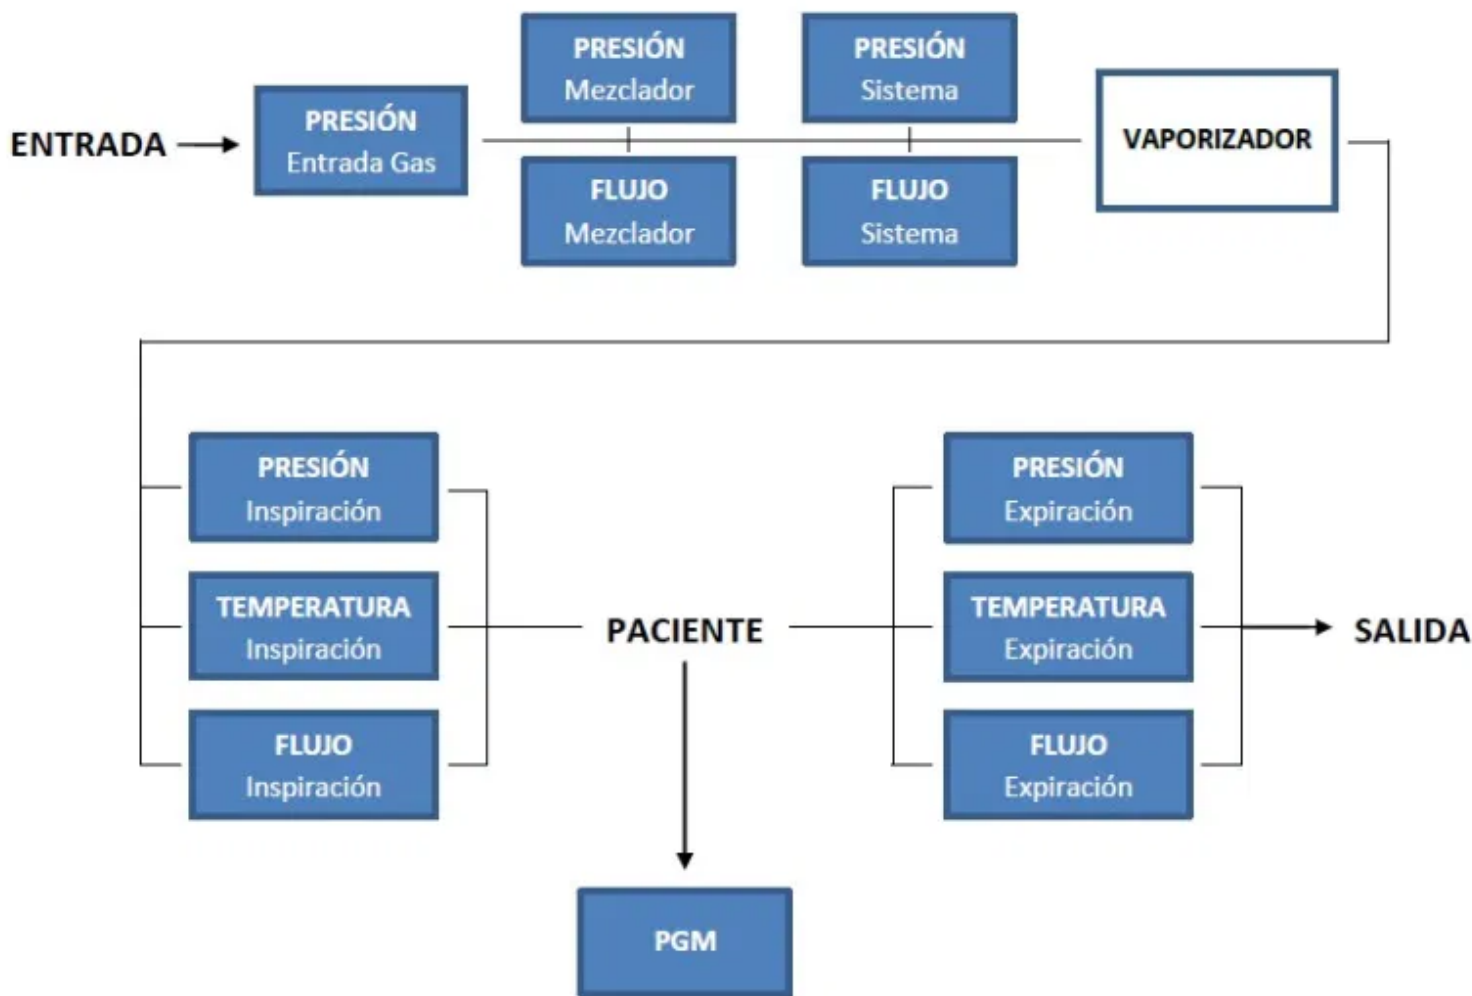 ENTRADA
PRESIÓN
Entrada Gas
PRESIÓN
Mezclador
FLUJO
Mezclador
PRESIÓN
Sistema
FLUJO
Sistema
VAPORIZADOR
PRESIÓN
Inspiración
TEMPERATURA
Inspiración
FLUJO
Inspiración
PACIENTE
PGM
PRESIÓN
Expiración
TEMPERATURA
Expiración
FLUJO
Expiración
SALIDA